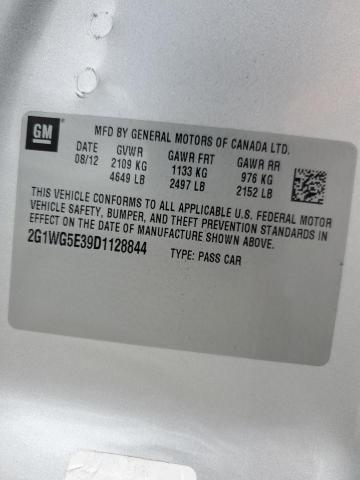 GM
MFD BY GENERAL MOTORS OF CANADA LTD.
DATE GVWR GAWR FRT GAWR RR
08/12 2109 KG 1133 KG 976 KG
4649 LB 2497 LB 2152 LB
THIS VEHICLE CONFORMS TO ALL APPLICABLE U.S. FEDERAL MOTOR
VEHICLE SAFETY, BUMPER, AND THEFT PREVENTION STANDARDS IN
EFFECT ON THE DATE OF MANUFACTURE SHOWN ABOVE.
2G1WG5E39D1128844 TYPE: PASS CAR